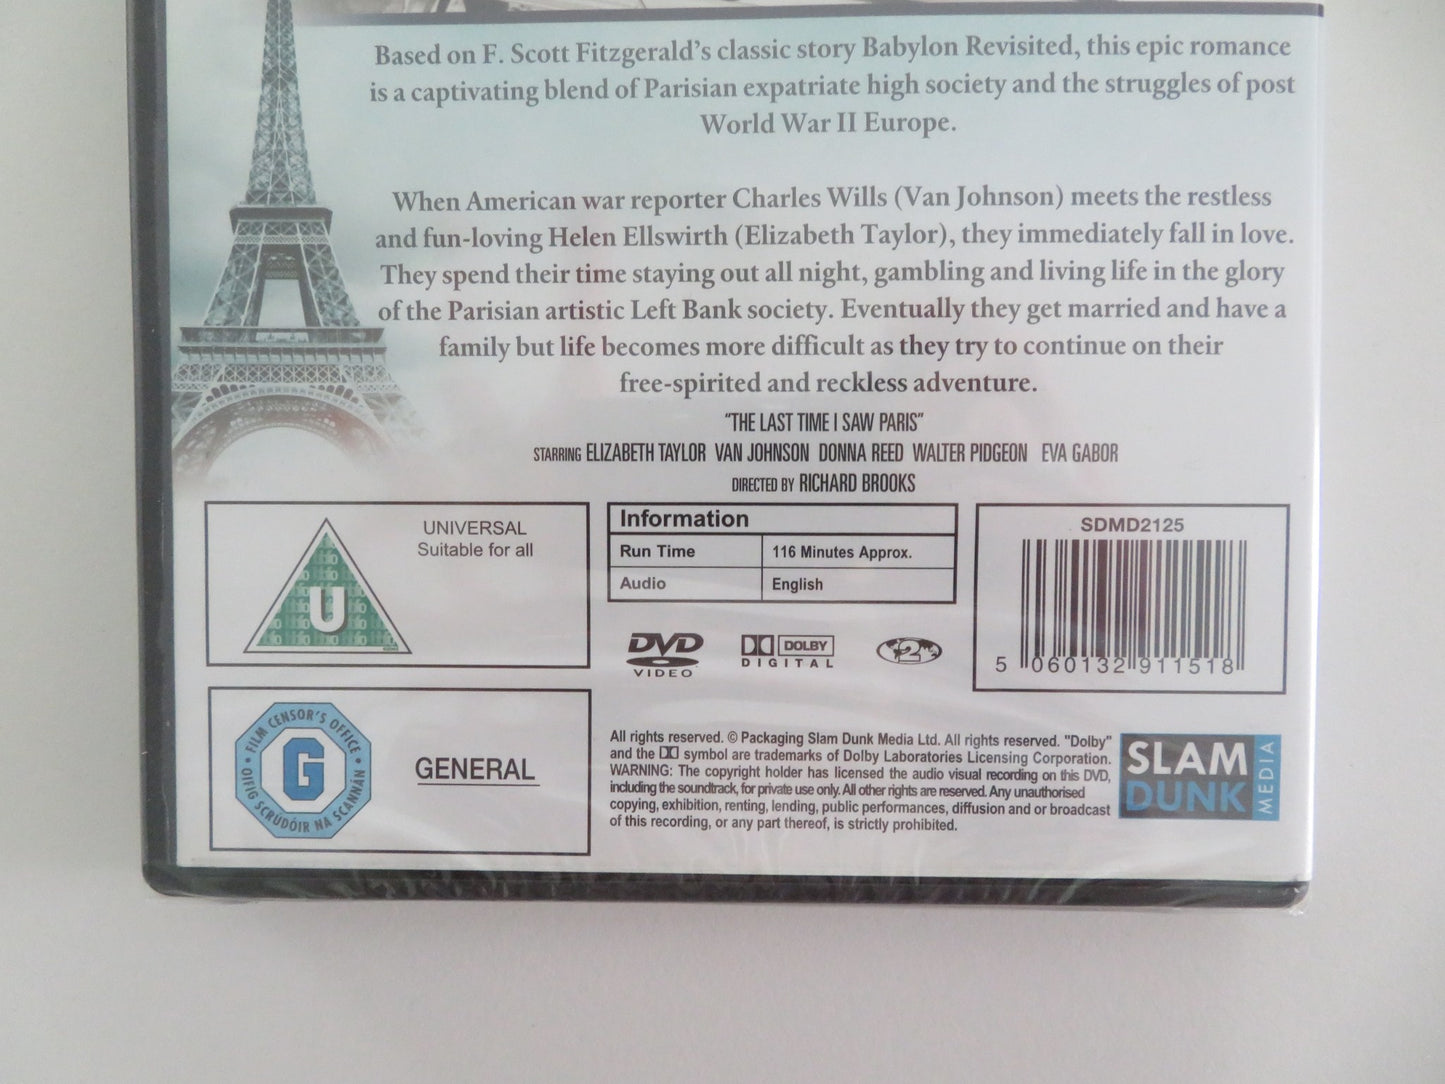 Based on F. Scott Fitzgerald's classic story Babylon Revisited, this epic romance
is a captivating blend of Parisian expatriate high society and the struggles of post
World War II Europe.
When American war reporter Charles Wills (Van Johnson) meets the restless
and fun-loving Helen Ellswirth (Elizabeth Taylor), they immediately fall in love.
They spend their time staying out all night, gambling and living life in the glory
of the Parisian artistic Left Bank society. Eventually they get married and have a
family but life becomes more difficult as they try to continue on their
free-spirited and reckless adventure.
"THE LAST TIME I SAW PARIS"
STARRING ELIZABETH TAYLOR VAN JOHNSON DONNA REED WALTER PIDGEON EVA GABOR
DIRECTED BY RICHARD BROOKS
UNIVERSAL
Suitable for all
U
Information
Run Time 116 Minutes Approx.
Audio English
DVD
VIDEO
DOLBY
DIGITAL
2
SDMD2125
5 060132 911518
FILM CENSOR'S OFFICE
G
OIFIG SCRÚDÓIR NA SCANNÁN
GENERAL
All rights reserved. © Packaging Slam Dunk Media Ltd. All rights reserved. "Dolby"
and the symbol are trademarks of Dolby Laboratories Licensing Corporation.
WARNING: The copyright holder has licensed the audio visual recording on this DVD,
including the soundtrack, for private use only. All other rights are reserved. Any unauthorised
copying, exhibition, renting, lending, public performances, diffusion and or broadcast
of this recording, or any part thereof, is strictly prohibited.
SLAM
DUNK
MEDIA